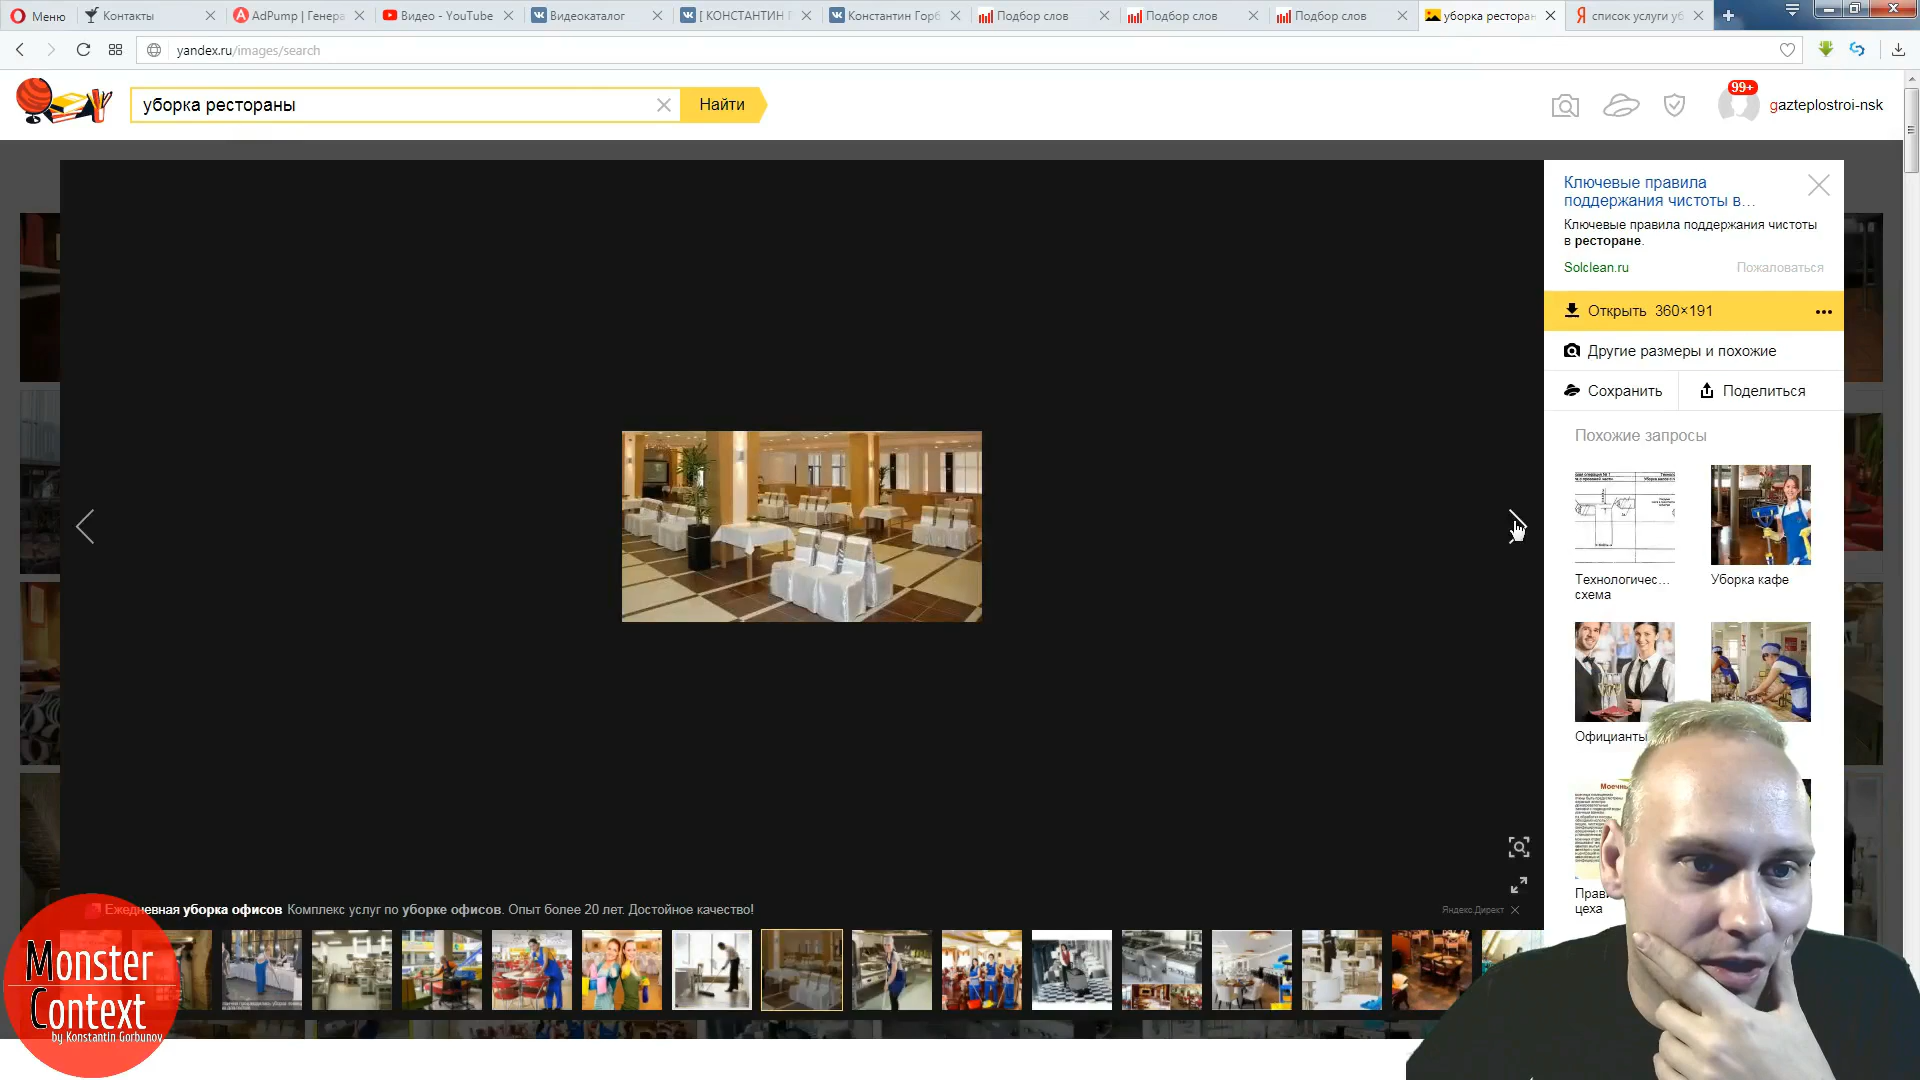 Меню
Контакты
AdPump | Генера
Видео - YouTube
Видеокаталог
[ КОНСТАНТИН Г
Константин Горб
Подбор слов
Подбор слов
Подбор слов
уборка ресторан
список услуги уб
yandex.ru/images/search
уборка рестораны
Найти
99+
gazteplostroi-nsk
Ключевые правила
поддержания чистоты в…
Ключевые правила поддержания чистоты
в ресторане.
Solclean.ru
Пожаловаться
Открыть 360×191
Другие размеры и похожие
Сохранить
Поделиться
Похожие запросы
Технологичес…
схема
Уборка кафе
Официанты
Моечны
Прави
цеха
Ежедневная уборка офисов Комплекс услуг по уборке офисов. Опыт более 20 лет. Достойное качество!
Яндекс.Директ
Monster
Context
by Konstantin Gorbunov